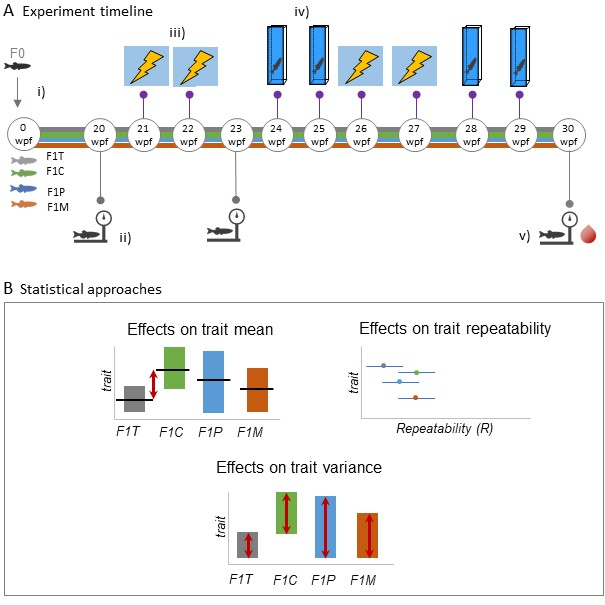 A Experiment timeline
F0
i)
iii)
iv)
0 wpf
20 wpf
21 wpf
22 wpf
23 wpf
24 wpf
25 wpf
26 wpf
27 wpf
28 wpf
29 wpf
30 wpf
F1T
F1C
F1P
F1M
ii)
v)
B Statistical approaches
Effects on trait mean
trait
F1T F1C F1P F1M
Effects on trait repeatability
trait
Repeatability (R)
Effects on trait variance
trait
F1T F1C F1P F1M